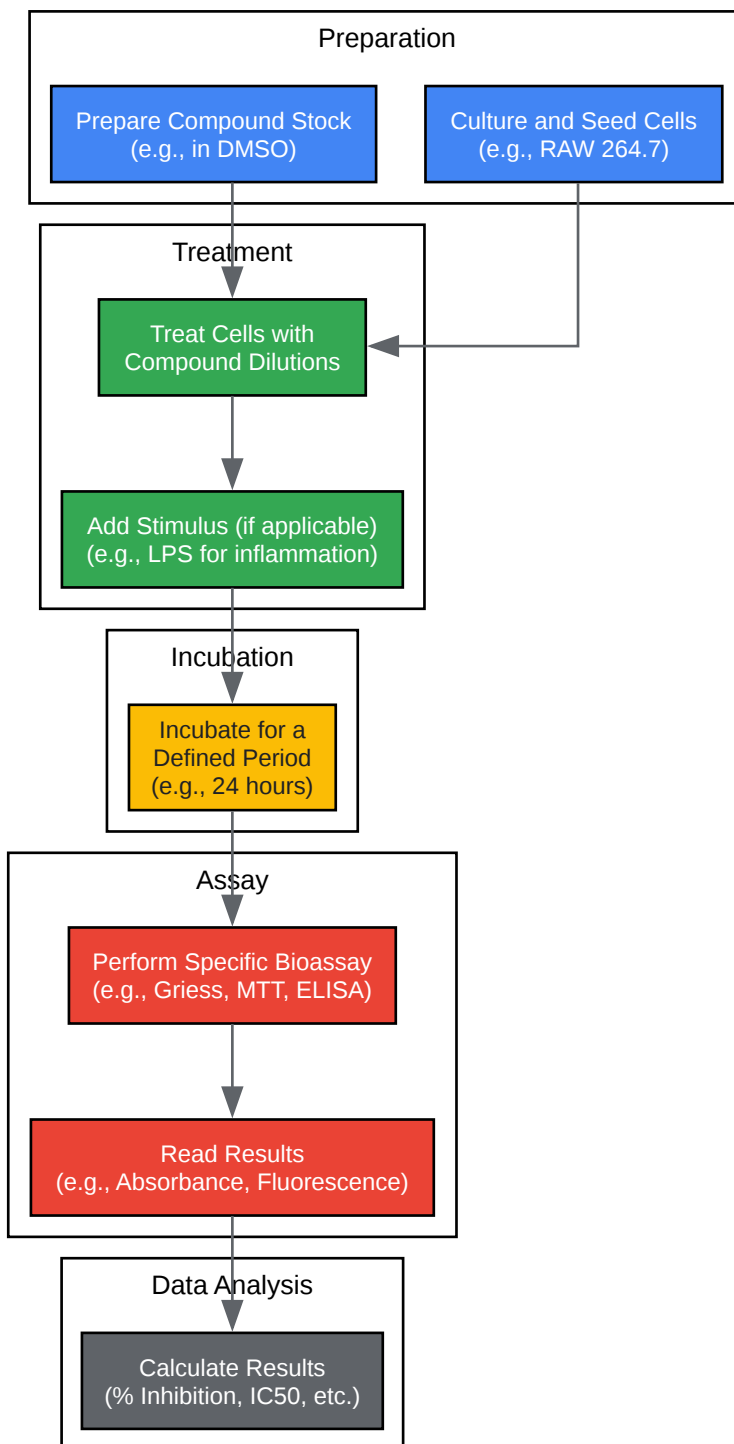 Preparation
Prepare Compound Stock
(e.g., in DMSO)
Culture and Seed Cells
(e.g., RAW 264.7)
Treatment
Treat Cells with
Compound Dilutions
Add Stimulus (if applicable)
(e.g., LPS for inflammation)
Incubation
Incubate for a
Defined Period
(e.g., 24 hours)
Assay
Perform Specific Bioassay
(e.g., Griess, MTT, ELISA)
Read Results
(e.g., Absorbance, Fluorescence)
Data Analysis
Calculate Results
(% Inhibition, IC50, etc.)